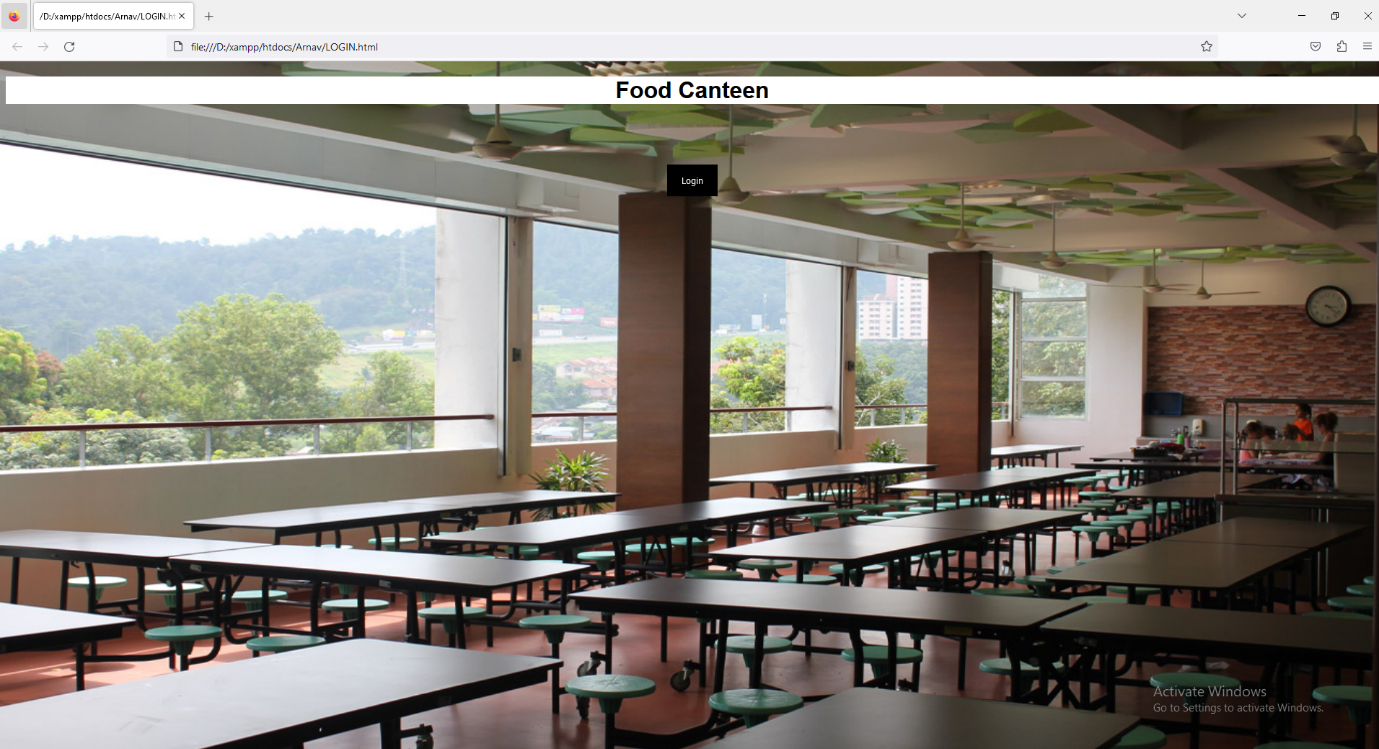 /D:/xampp/htdocs/Arnav/LOGIN.ht
file:///D:/xampp/htdocs/Arnav/LOGIN.html
Food Canteen
Login
Activate Windows
Go to Settings to activate Windows.